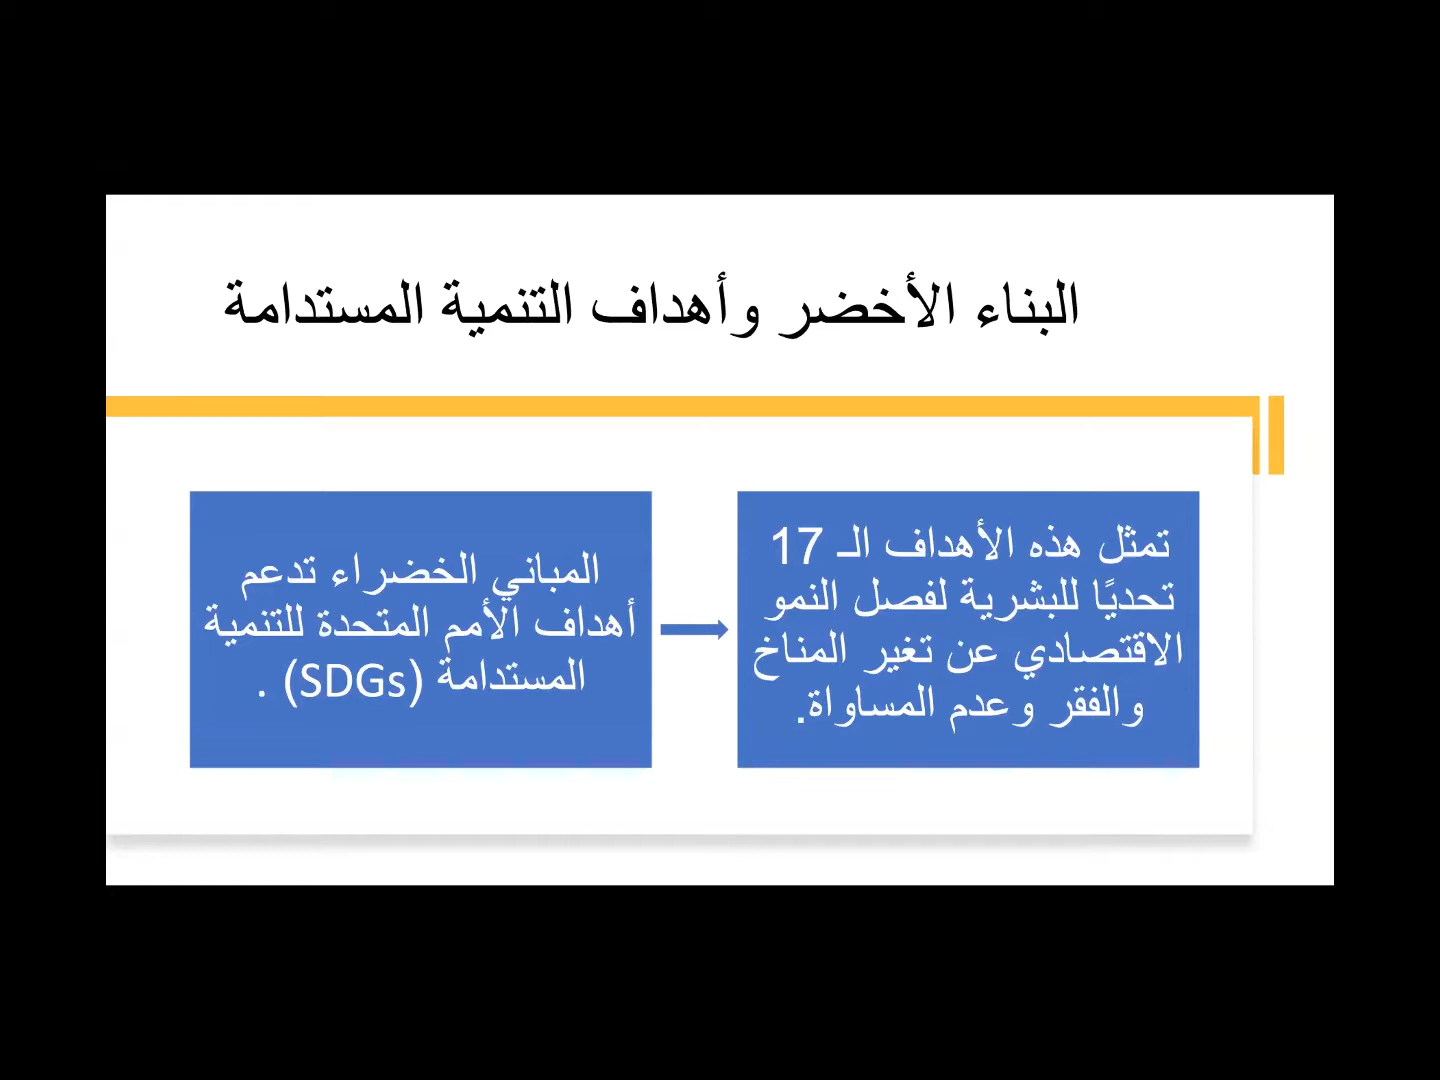 البناء الأخضر وأهداف التنمية المستدامة
المباني الخضراء تدعم
أهداف الأمم المتحدة للتنمية
المستدامة (SDGs) .
تمثل هذه الأهداف الـ 17
تحديًا للبشرية لفصل النمو
الاقتصادي عن تغير المناخ
والفقر وعدم المساواة.